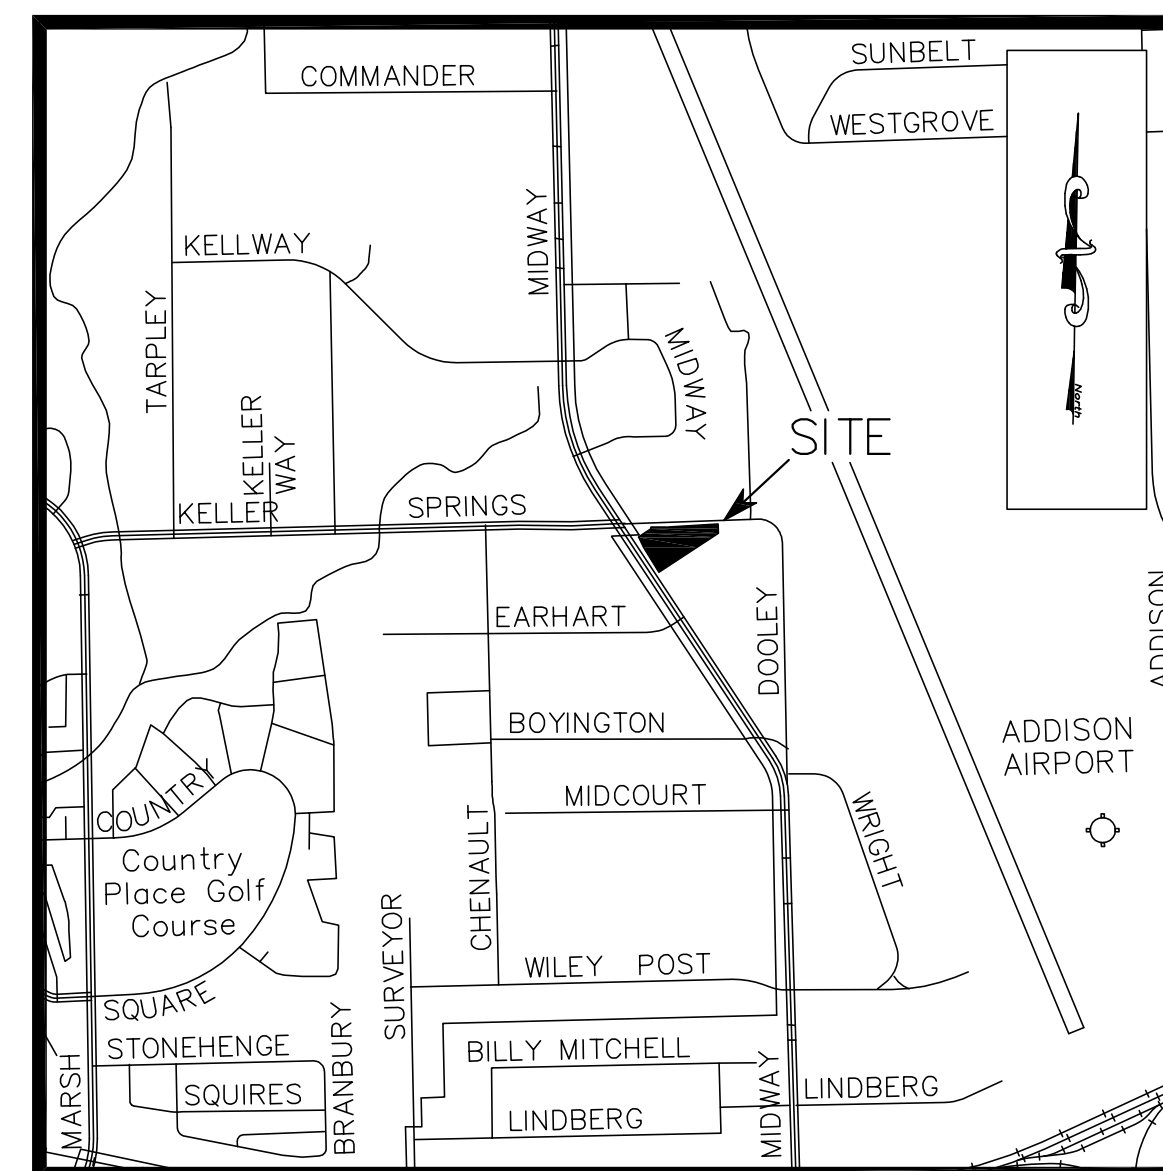 SUNBELT
COMMANDER
WESTGROVE
MIDWAY
KELLWAY
TARPLEY
MIDWAY
North
KELLER
WAY
SITE
KELLER
SPRINGS
EARHART
DOOLEY
ADDISON
BOYINGTON
ADDISON
AIRPORT
COUNTRY
MIDCOURT
WRIGHT
CHENAULT
Country
Place Golf
Course
SURVEYOR
WILEY POST
SQUARE
STONEHENGE
BRANBURY
BILLY MITCHELL
MARSH
SQUIRES
LINDBERG
MIDWAY
LINDBERG